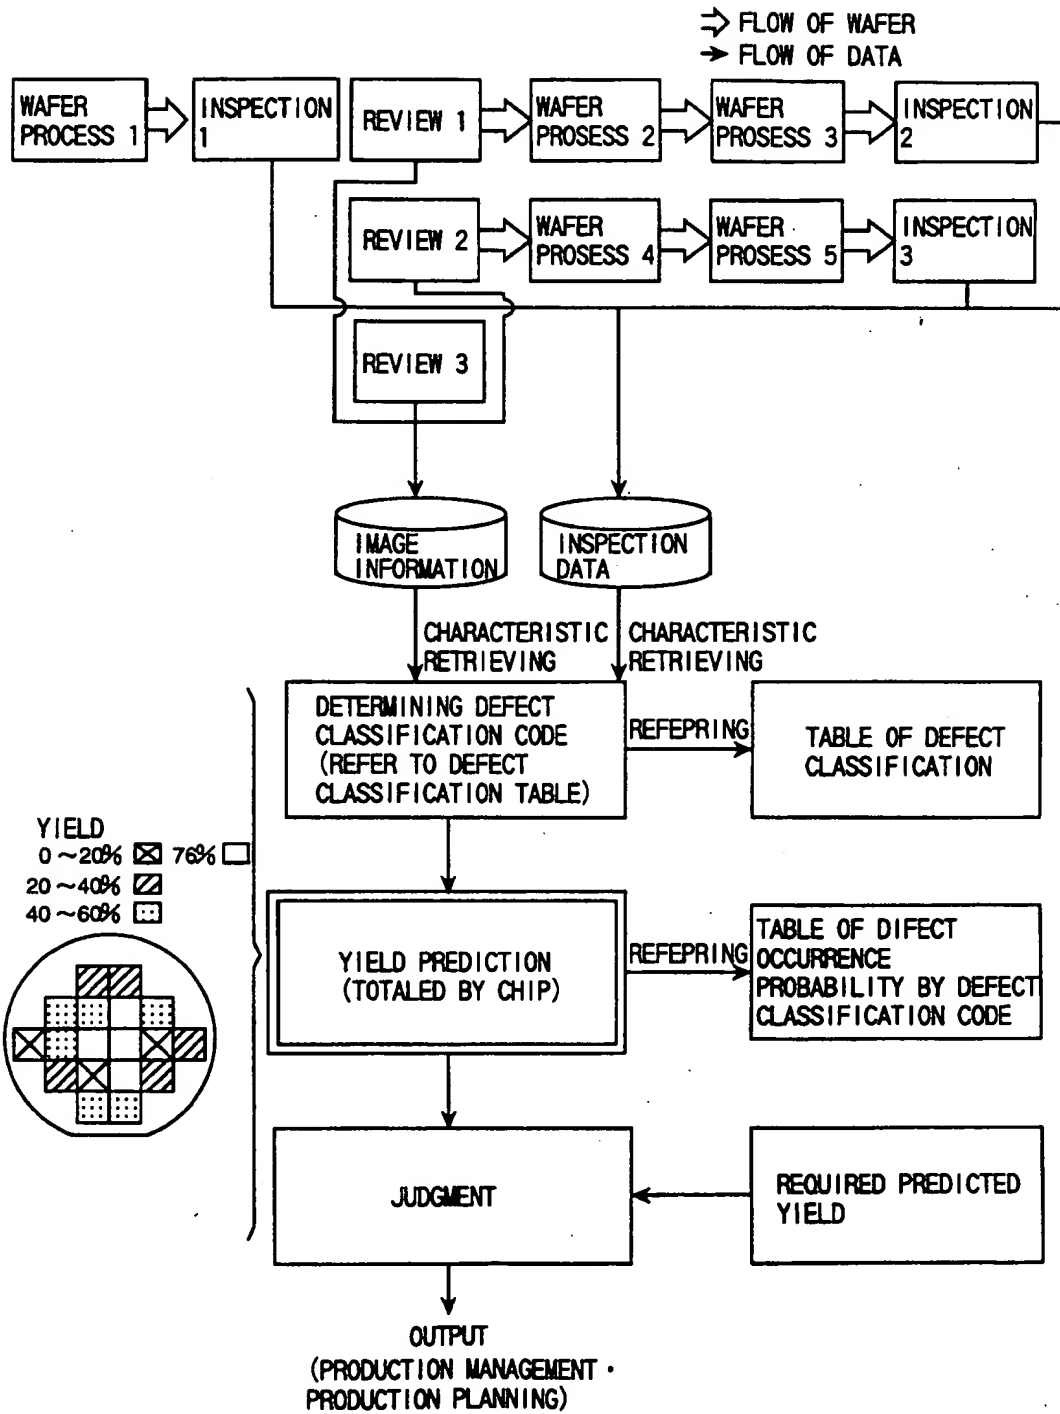 FLOW OF WAFER
FLOW OF DATA
WAFER
PROCESS 1
INSPECTION
1
REVIEW 1
WAFER
PROSESS 2
WAFER
PROSESS 3
INSPECTION
2
REVIEW 2
WAFER
PROSESS 4
WAFER
PROSESS 5
INSPECTION
3
REVIEW 3
IMAGE
INFORMATION
INSPECTION
DATA
CHARACTERISTIC
RETRIEVING
CHARACTERISTIC
RETRIEVING
DETERMINING DEFECT
CLASSIFICATION CODE
(REFER TO DEFECT
CLASSIFICATION TABLE)
REFEPRING
TABLE OF DEFECT
CLASSIFICATION
YIELD
0~20% 76%
20~40%
40~60%
YIELD PREDICTION
(TOTALED BY CHIP)
REFEPRING
TABLE OF DIFECT
OCCURRENCE
PROBABILITY BY DEFECT
CLASSIFICATION CODE
JUDGMENT
REQUIRED PREDICTED
YIELD
OUTPUT
(PRODUCTION MANAGEMENT・
PRODUCTION PLANNING)